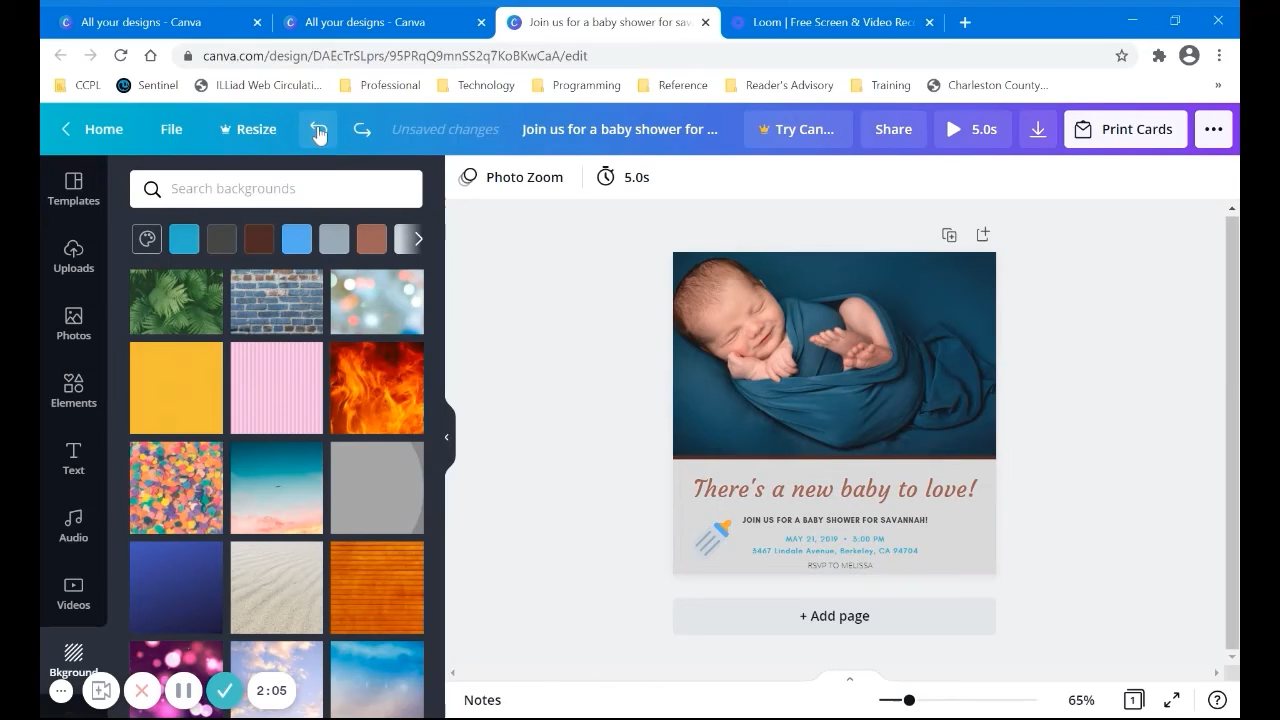 All your designs - Canva
All your designs - Canva
Join us for a baby shower for sav
Loom | Free Screen & Video Rec
canva.com/design/DAEcTrSLprs/95PRqQ9mnSS2q7KoBKwCaA/edit
CCPL
Sentinel
ILLiad Web Circulati...
Professional
Technology
Programming
Reference
Reader's Advisory
Training
Charleston County...
»
Home
File
Resize
Unsaved changes
Join us for a baby shower for ...
Try Can...
Share
5.0s
Print Cards
Templates
Uploads
Photos
Elements
Text
Audio
Videos
Bkground
Search backgrounds
Photo Zoom
5.0s
There's a new baby to love!
JOIN US FOR A BABY SHOWER FOR SAVANNAH!
MAY 21, 2019 • 3:00 PM
3467 Lindale Avenue, Berkeley, CA 94704
RSVP TO MELISSA
+ Add page
2:05
Notes
65%
1
?